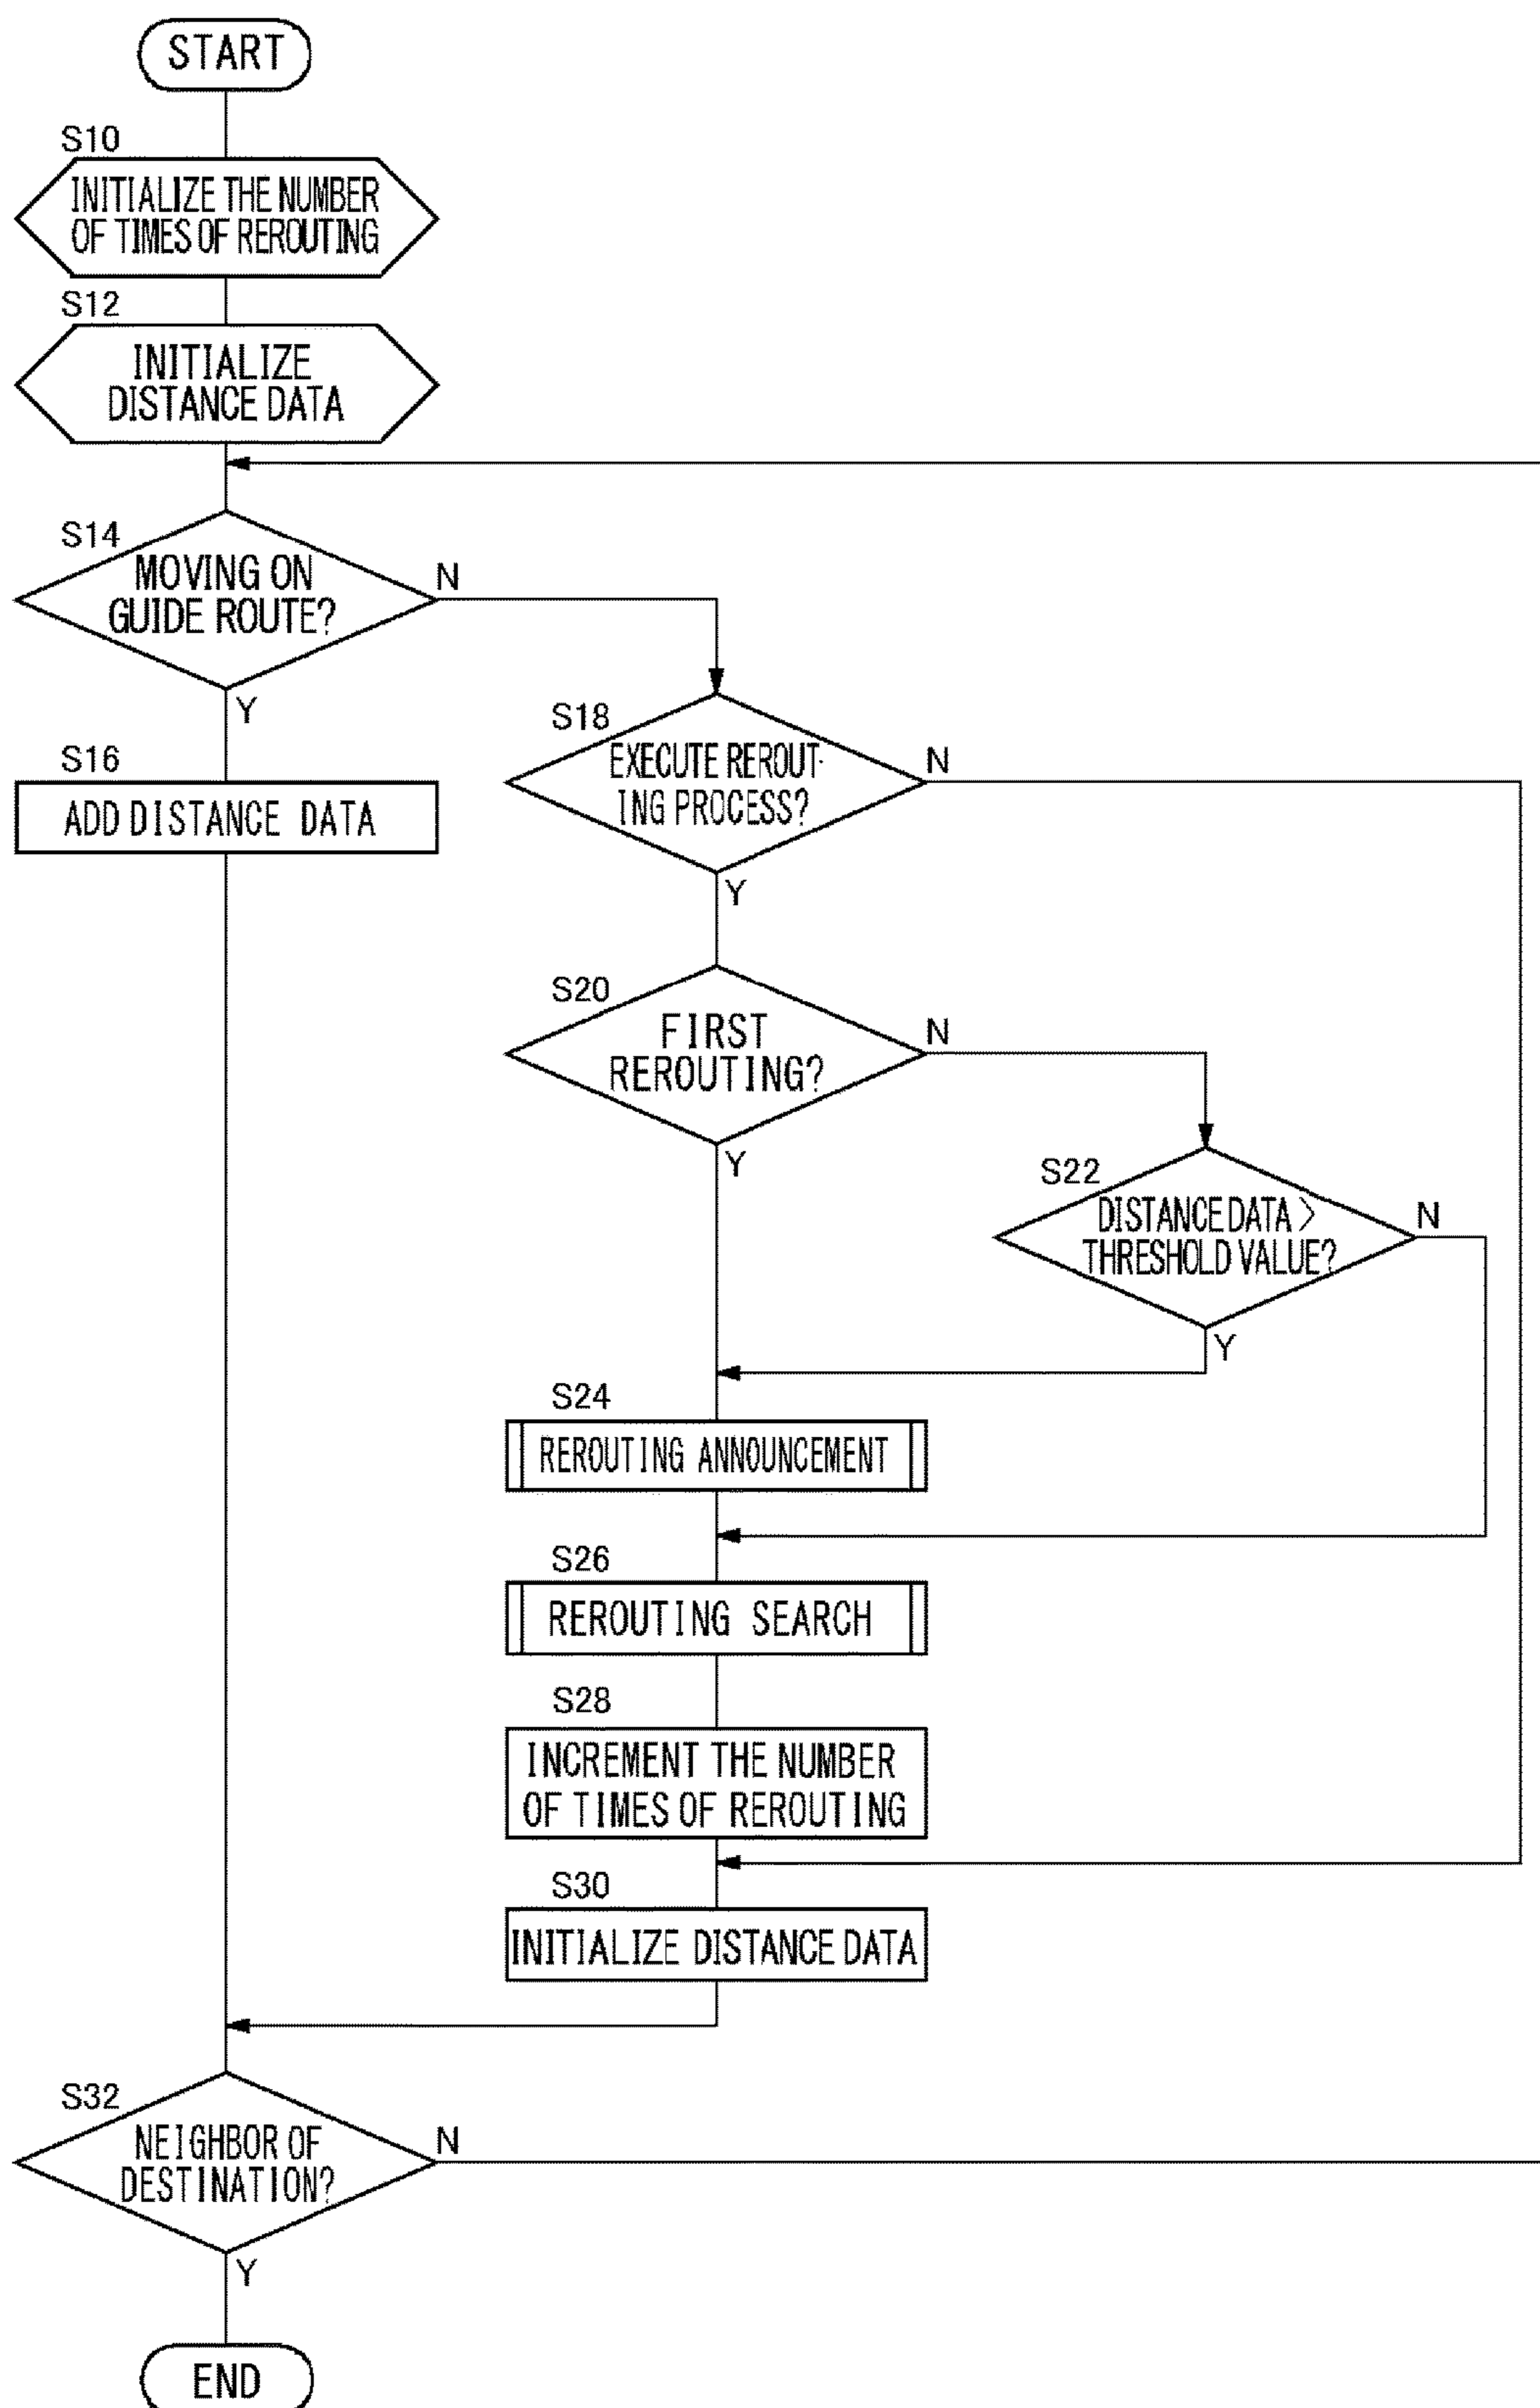 START
S10
INITIALIZE THE NUMBER
OF TIMES OF REROUTING
S12
INITIALIZE
DISTANCE DATA
S14
MOVING ON
GUIDE ROUTE?
N
Y
S16
ADD DISTANCE DATA
S18
EXECUTE REROUT-
ING PROCESS?
N
Y
S20
FIRST
REROUTING?
N
Y
S22
DISTANCE DATA >
THRESHOLD VALUE?
N
Y
S24
REROUTING ANNOUNCEMENT
S26
REROUTING SEARCH
S28
INCREMENT THE NUMBER
OF TIMES OF REROUTING
S30
INITIALIZE DISTANCE DATA
S32
NEIGHBOR OF
DESTINATION?
N
Y
END